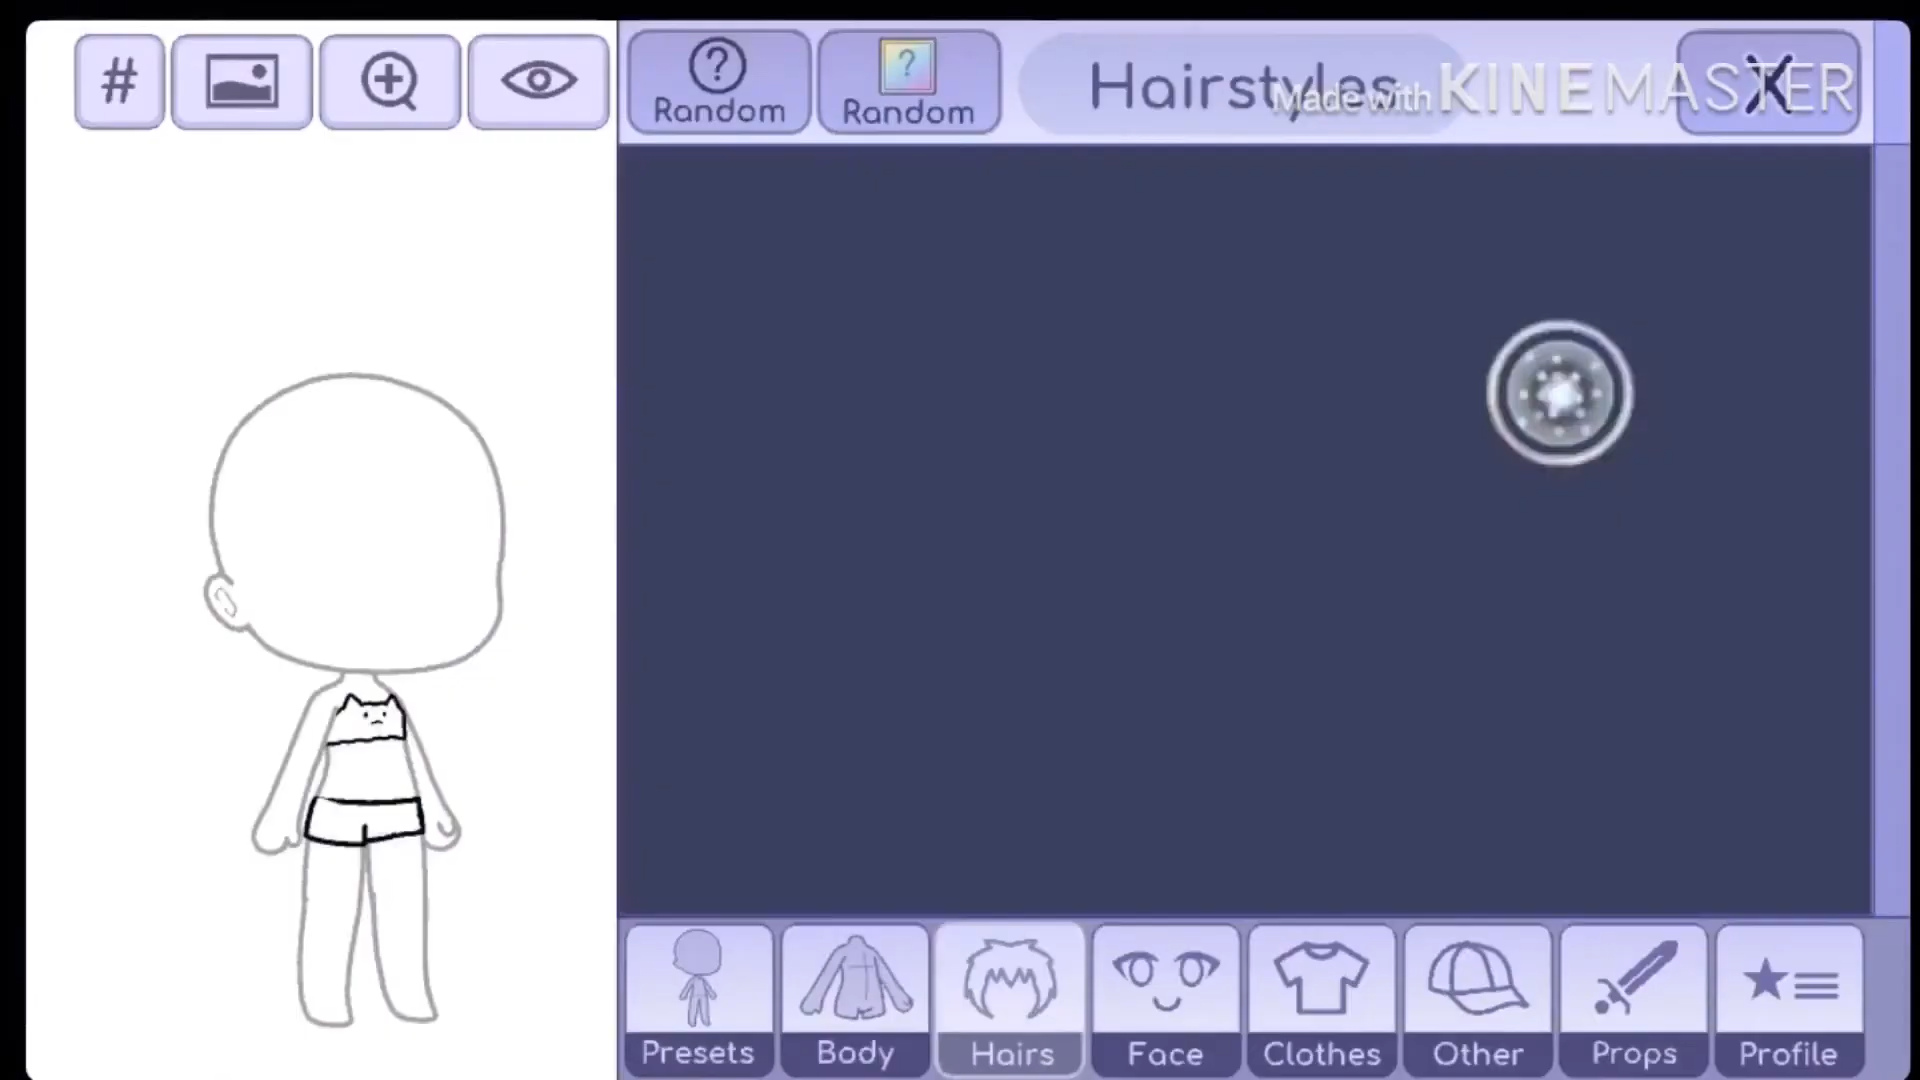 #
? Random
? Random
Hairstyles
X
Made with KINEMASTER
Presets
Body
Hairs
Face
Clothes
Other
Props
Profile